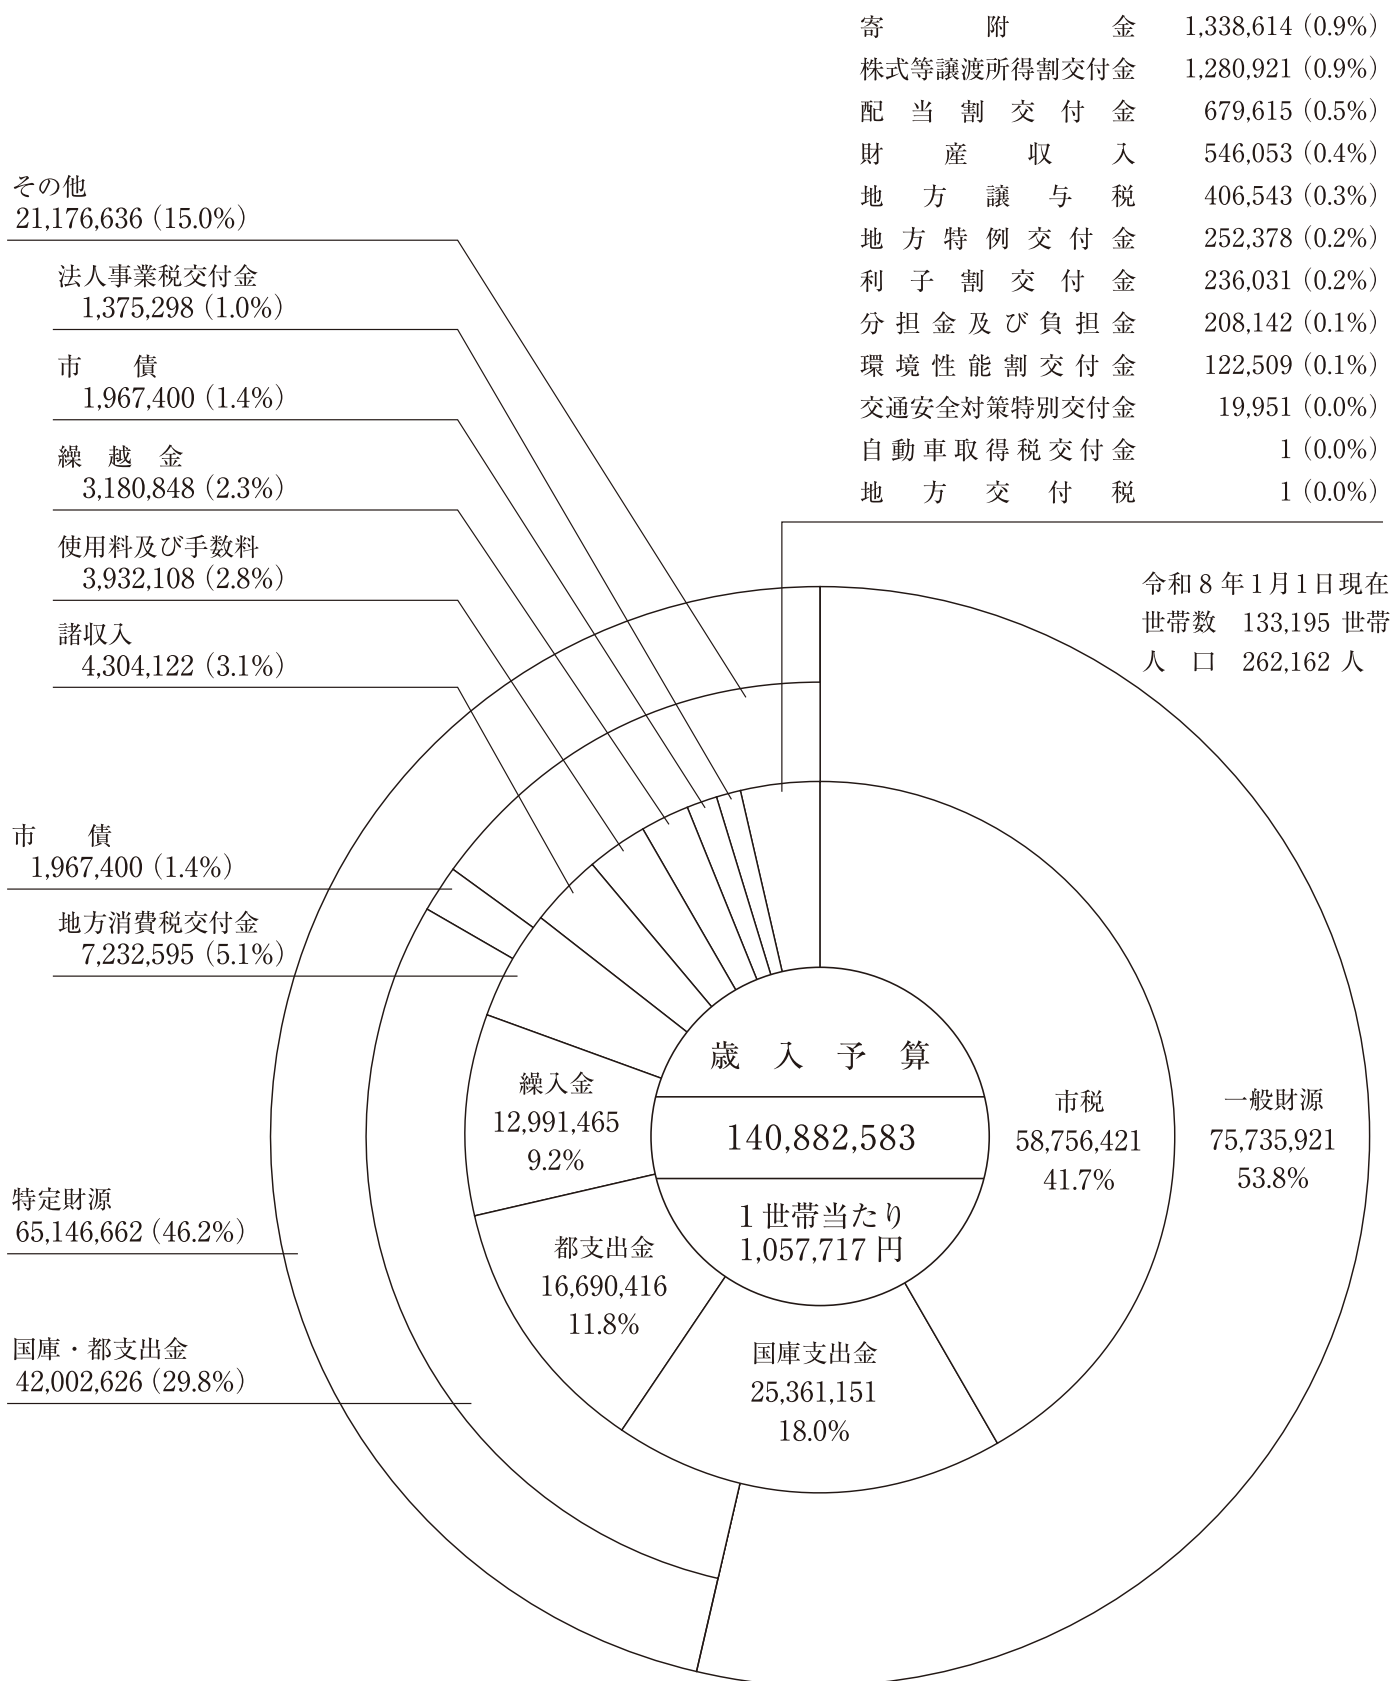 寄附金 1,338,614（0.9%）
株式等譲渡所得割交付金 1,280,921（0.9%）
配当割交付金 679,615（0.5%）
財産収入 546,053（0.4%）
地方譲与税 406,543（0.3%）
地方特例交付金 252,378（0.2%）
利子割交付金 236,031（0.2%）
分担金及び負担金 208,142（0.1%）
環境性能割交付金 122,509（0.1%）
交通安全対策特別交付金 19,951（0.0%）
自動車取得税交付金 1（0.0%）
地方交付税 1（0.0%）
その他
21,176,636（15.0%）
法人事業税交付金
1,375,298（1.0%）
市債
1,967,400（1.4%）
繰越金
3,180,848（2.3%）
使用料及び手数料
3,932,108（2.8%）
諸収入
4,304,122（3.1%）
令和8年1月1日現在
世帯数 133,195 世帯
人口 262,162 人
市債
1,967,400（1.4%）
地方消費税交付金
7,232,595（5.1%）
特定財源
65,146,662（46.2%）
国庫・都支出金
42,002,626（29.8%）
歳入予算
140,882,583
1世帯当たり
1,057,717 円
繰入金
12,991,465
9.2%
都支出金
16,690,416
11.8%
国庫支出金
25,361,151
18.0%
市税
58,756,421
41.7%
一般財源
75,735,921
53.8%